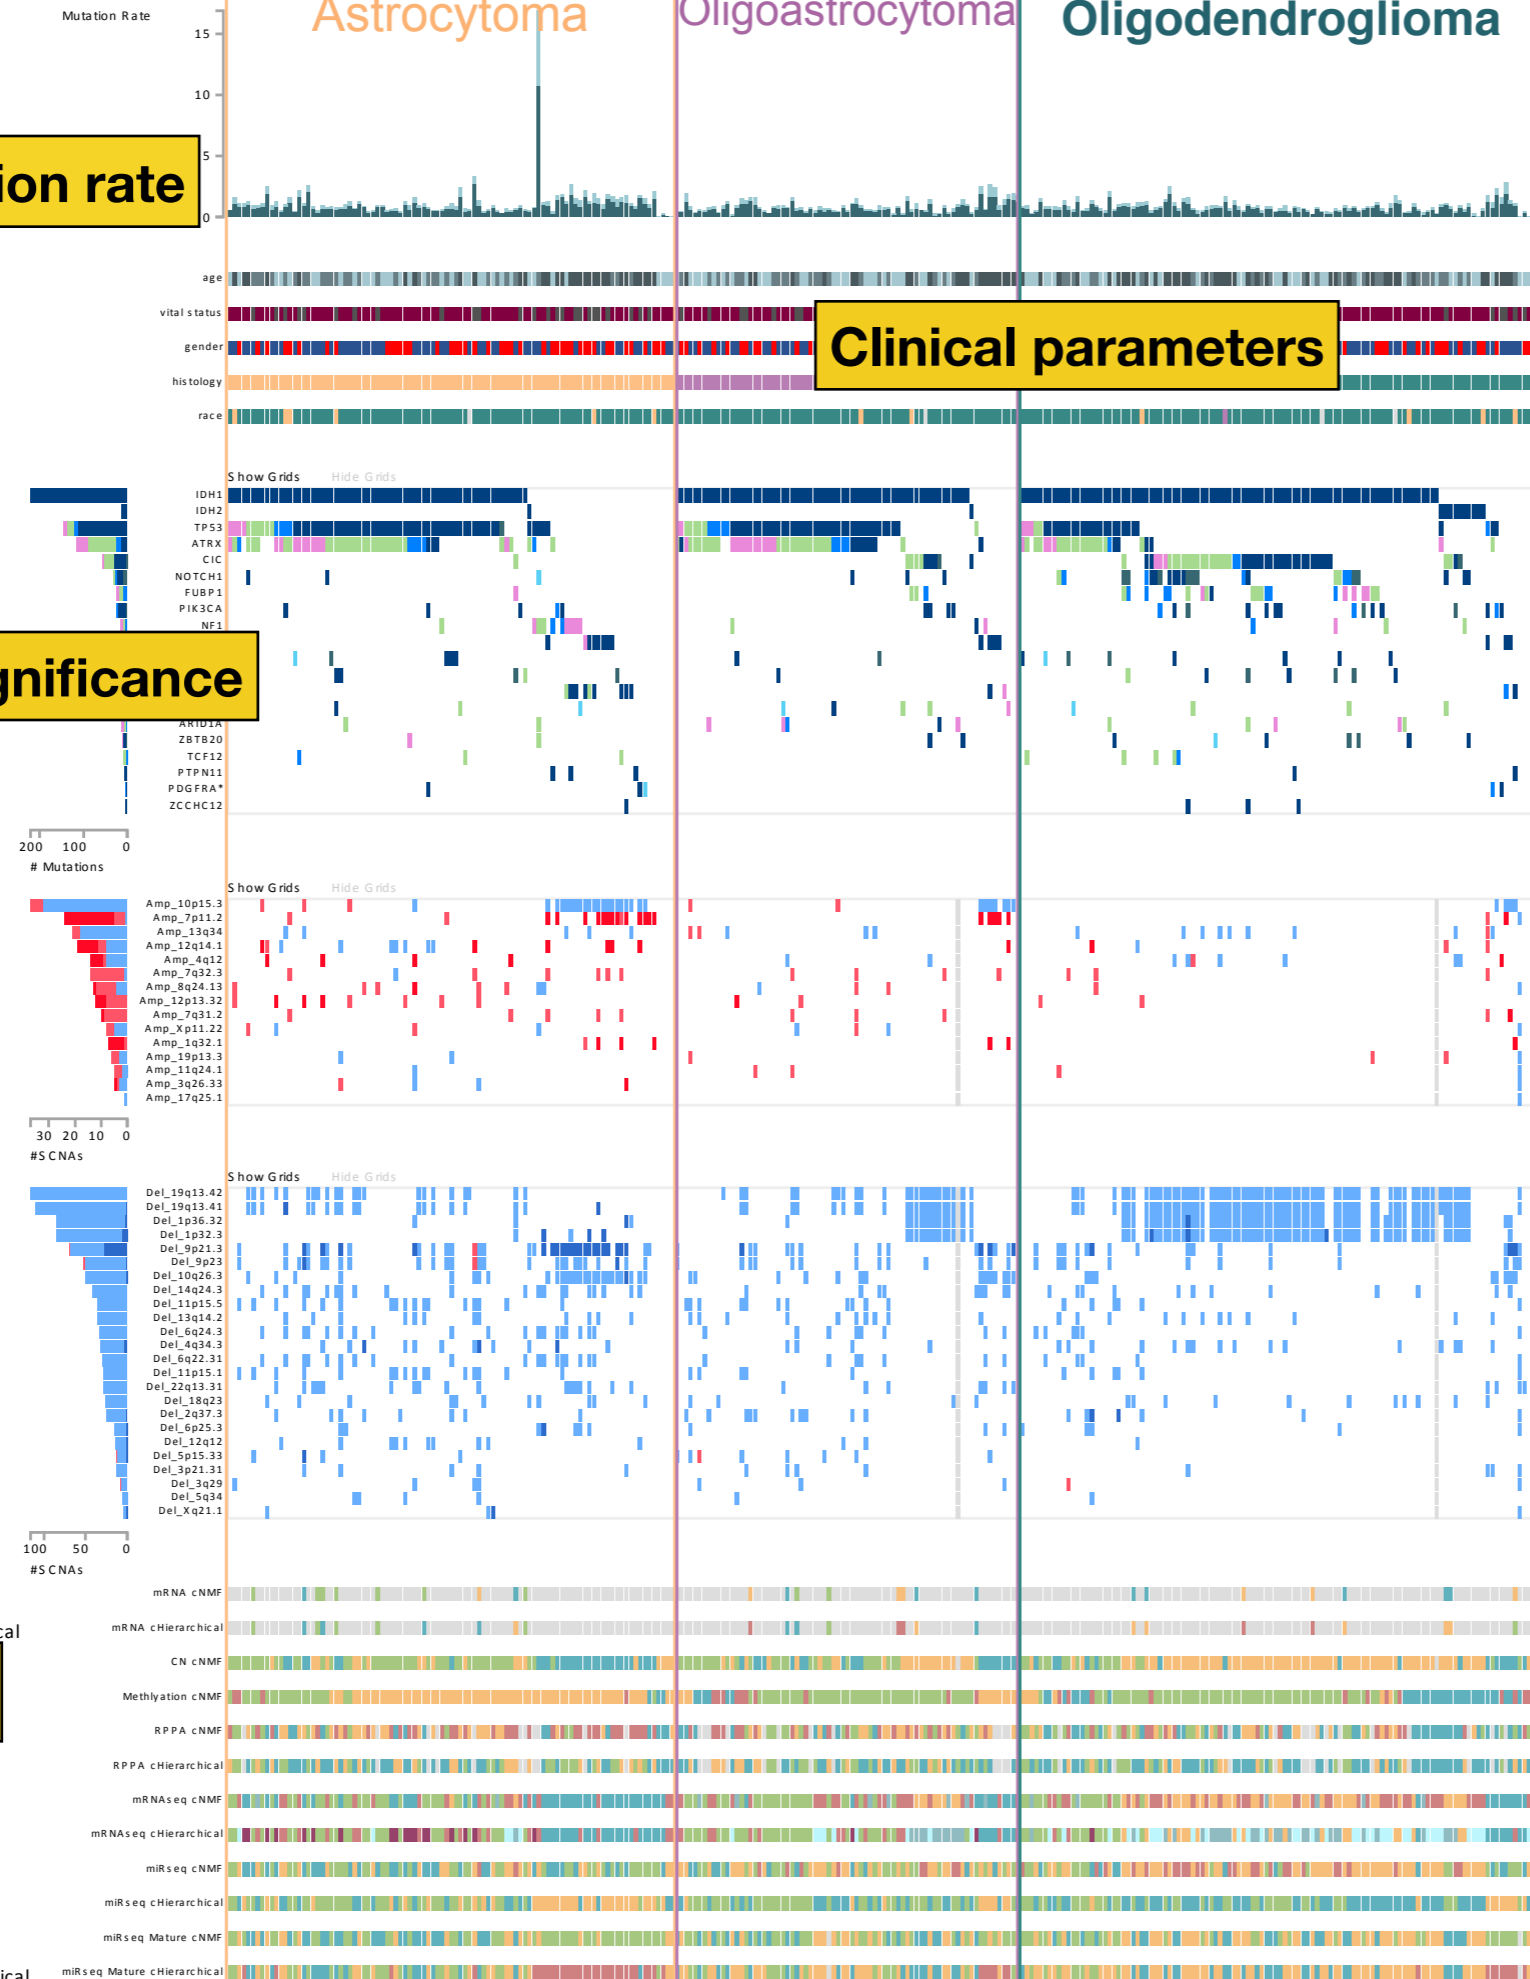 Mutation Rate
Astrocytoma
Oligoastrocytoma
Oligodendroglioma
15
10
5
0
ion rate
age
vital status
gender
histology
race
Clinical parameters
Show Grids Hide Grids
IDH1
IDH2
TP53
ATRX
CIC
NOTCH1
FUBP1
PIK3CA
NF1
gnificance
ARID1A
ZBTB20
TCF12
PTPN11
PDGFRA*
ZCCHC12
200 100 0
# Mutations
Show Grids Hide Grids
Amp_10p15.3
Amp_7p11.2
Amp_13q34
Amp_12q14.1
Amp_4q12
Amp_7q32.3
Amp_8q24.13
Amp_12p13.32
Amp_7q31.2
Amp_Xp11.22
Amp_1q32.1
Amp_19p13.3
Amp_11q24.1
Amp_3q26.33
Amp_17q25.1
30 20 10 0
#SCNAs
Show Grids Hide Grids
Del_19q13.42
Del_19q13.41
Del_1p36.32
Del_1p32.3
Del_9p21.3
Del_9p23
Del_10q26.3
Del_14q24.3
Del_11p15.5
Del_13q14.2
Del_6q24.3
Del_4q34.3
Del_6q22.31
Del_11p15.1
Del_22q13.31
Del_18q23
Del_2q37.3
Del_6p25.3
Del_12q12
Del_5p15.33
Del_3p21.31
Del_3q29
Del_5q34
Del_Xq21.1
100 50 0
#SCNAs
mRNA cNMF
cal
mRNA cHierarchical
CN cNMF
Methlyation cNMF
RPPA cNMF
RPPA cHierarchical
mRNAseq cNMF
mRNAseq cHierarchical
miRseq cNMF
miRseq cHierarchical
miRseq Mature cNMF
ical
miRseq Mature cHierarchical